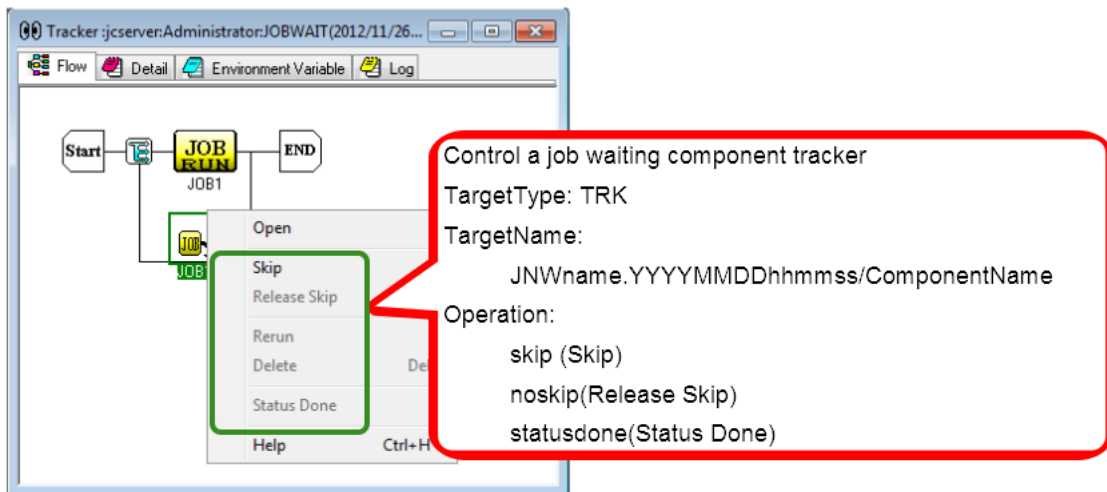 Tracker :jcserver:Administrator:JOBWAIT(2012/11/26...
Flow Detail Environment Variable Log
Start JOB RUN END
JOB1
JOB
Open
Skip
Release Skip
Rerun
Delete Del
Status Done
Help Ctrl+H
Control a job waiting component tracker
TargetType: TRK
TargetName:
JNWname.YYYYMMDDhhmmss/ComponentName
Operation:
skip (Skip)
noskip(Release Skip)
statusdone(Status Done)